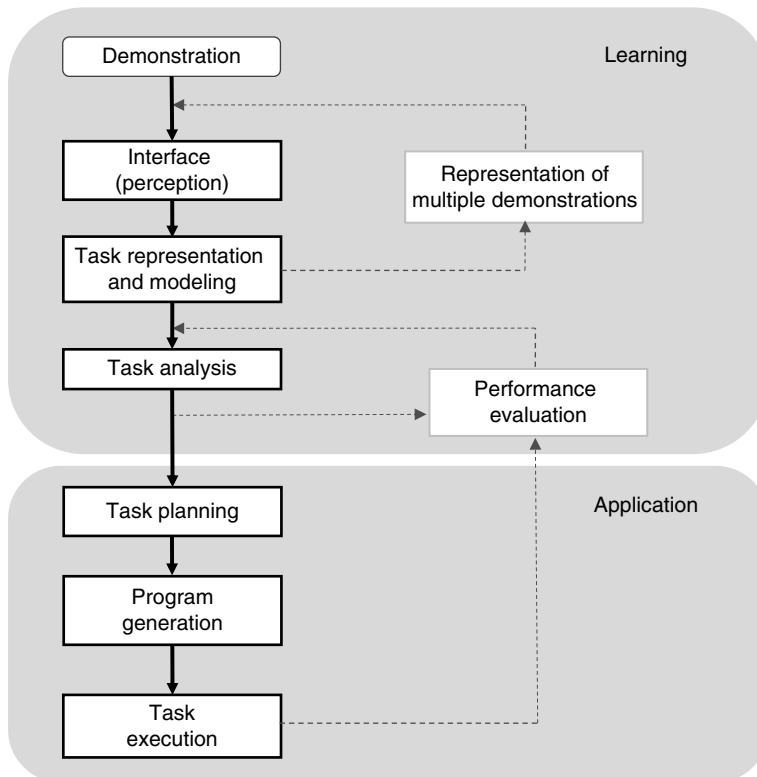 Demonstration
Learning
Interface
(perception)
Representation of
multiple demonstrations
Task representation
and modeling
Task analysis
Performance
evaluation
Task planning
Application
Program
generation
Task
execution